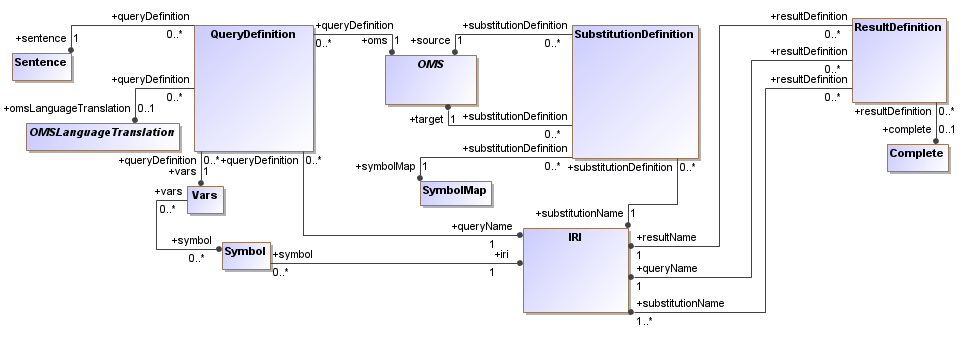 +queryDefinition
0..*
+sentence 1
Sentence
+queryDefinition
0..*
+omsLanguageTranslation 0..1
OMSLanguageTranslation
QueryDefinition
+queryDefinition
0..*
+oms 1
OMS
+source 1
+substitutionDefinition
0..*
+target 1
+substitutionDefinition
0..*
SubstitutionDefinition
+substitutionDefinition
0..*
+symbolMap 1
SymbolMap
+queryDefinition 0..*
+vars 1
Vars
+vars
0..*
+symbol
0..*
Symbol
+symbol
0..*
+iri
1
+queryDefinition 0..*
+queryName
1
+substitutionDefinition 0..*
+substitutionName 1
IRI
+resultName
1
+queryName
1
+substitutionName
1..*
+resultDefinition
0..*
+resultDefinition
0..*
+resultDefinition
0..*
ResultDefinition
+resultDefinition 0..*
+complete 0..1
Complete